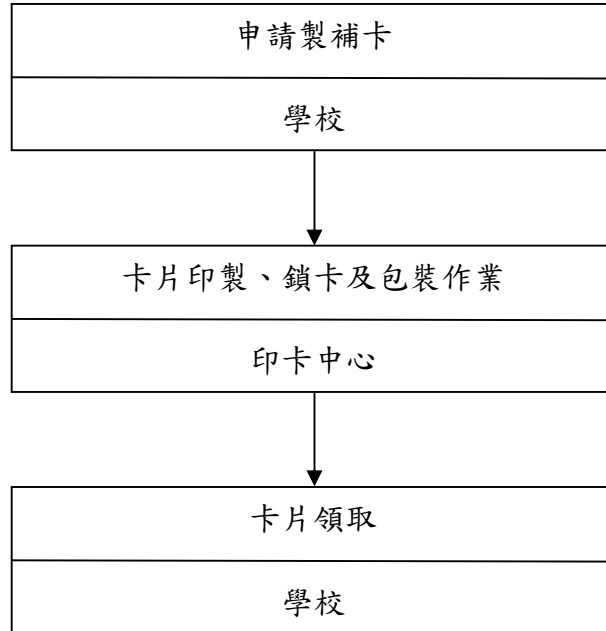 申請製補卡
學校
卡片印製、鎖卡及包裝作業
印卡中心
卡片領取
學校